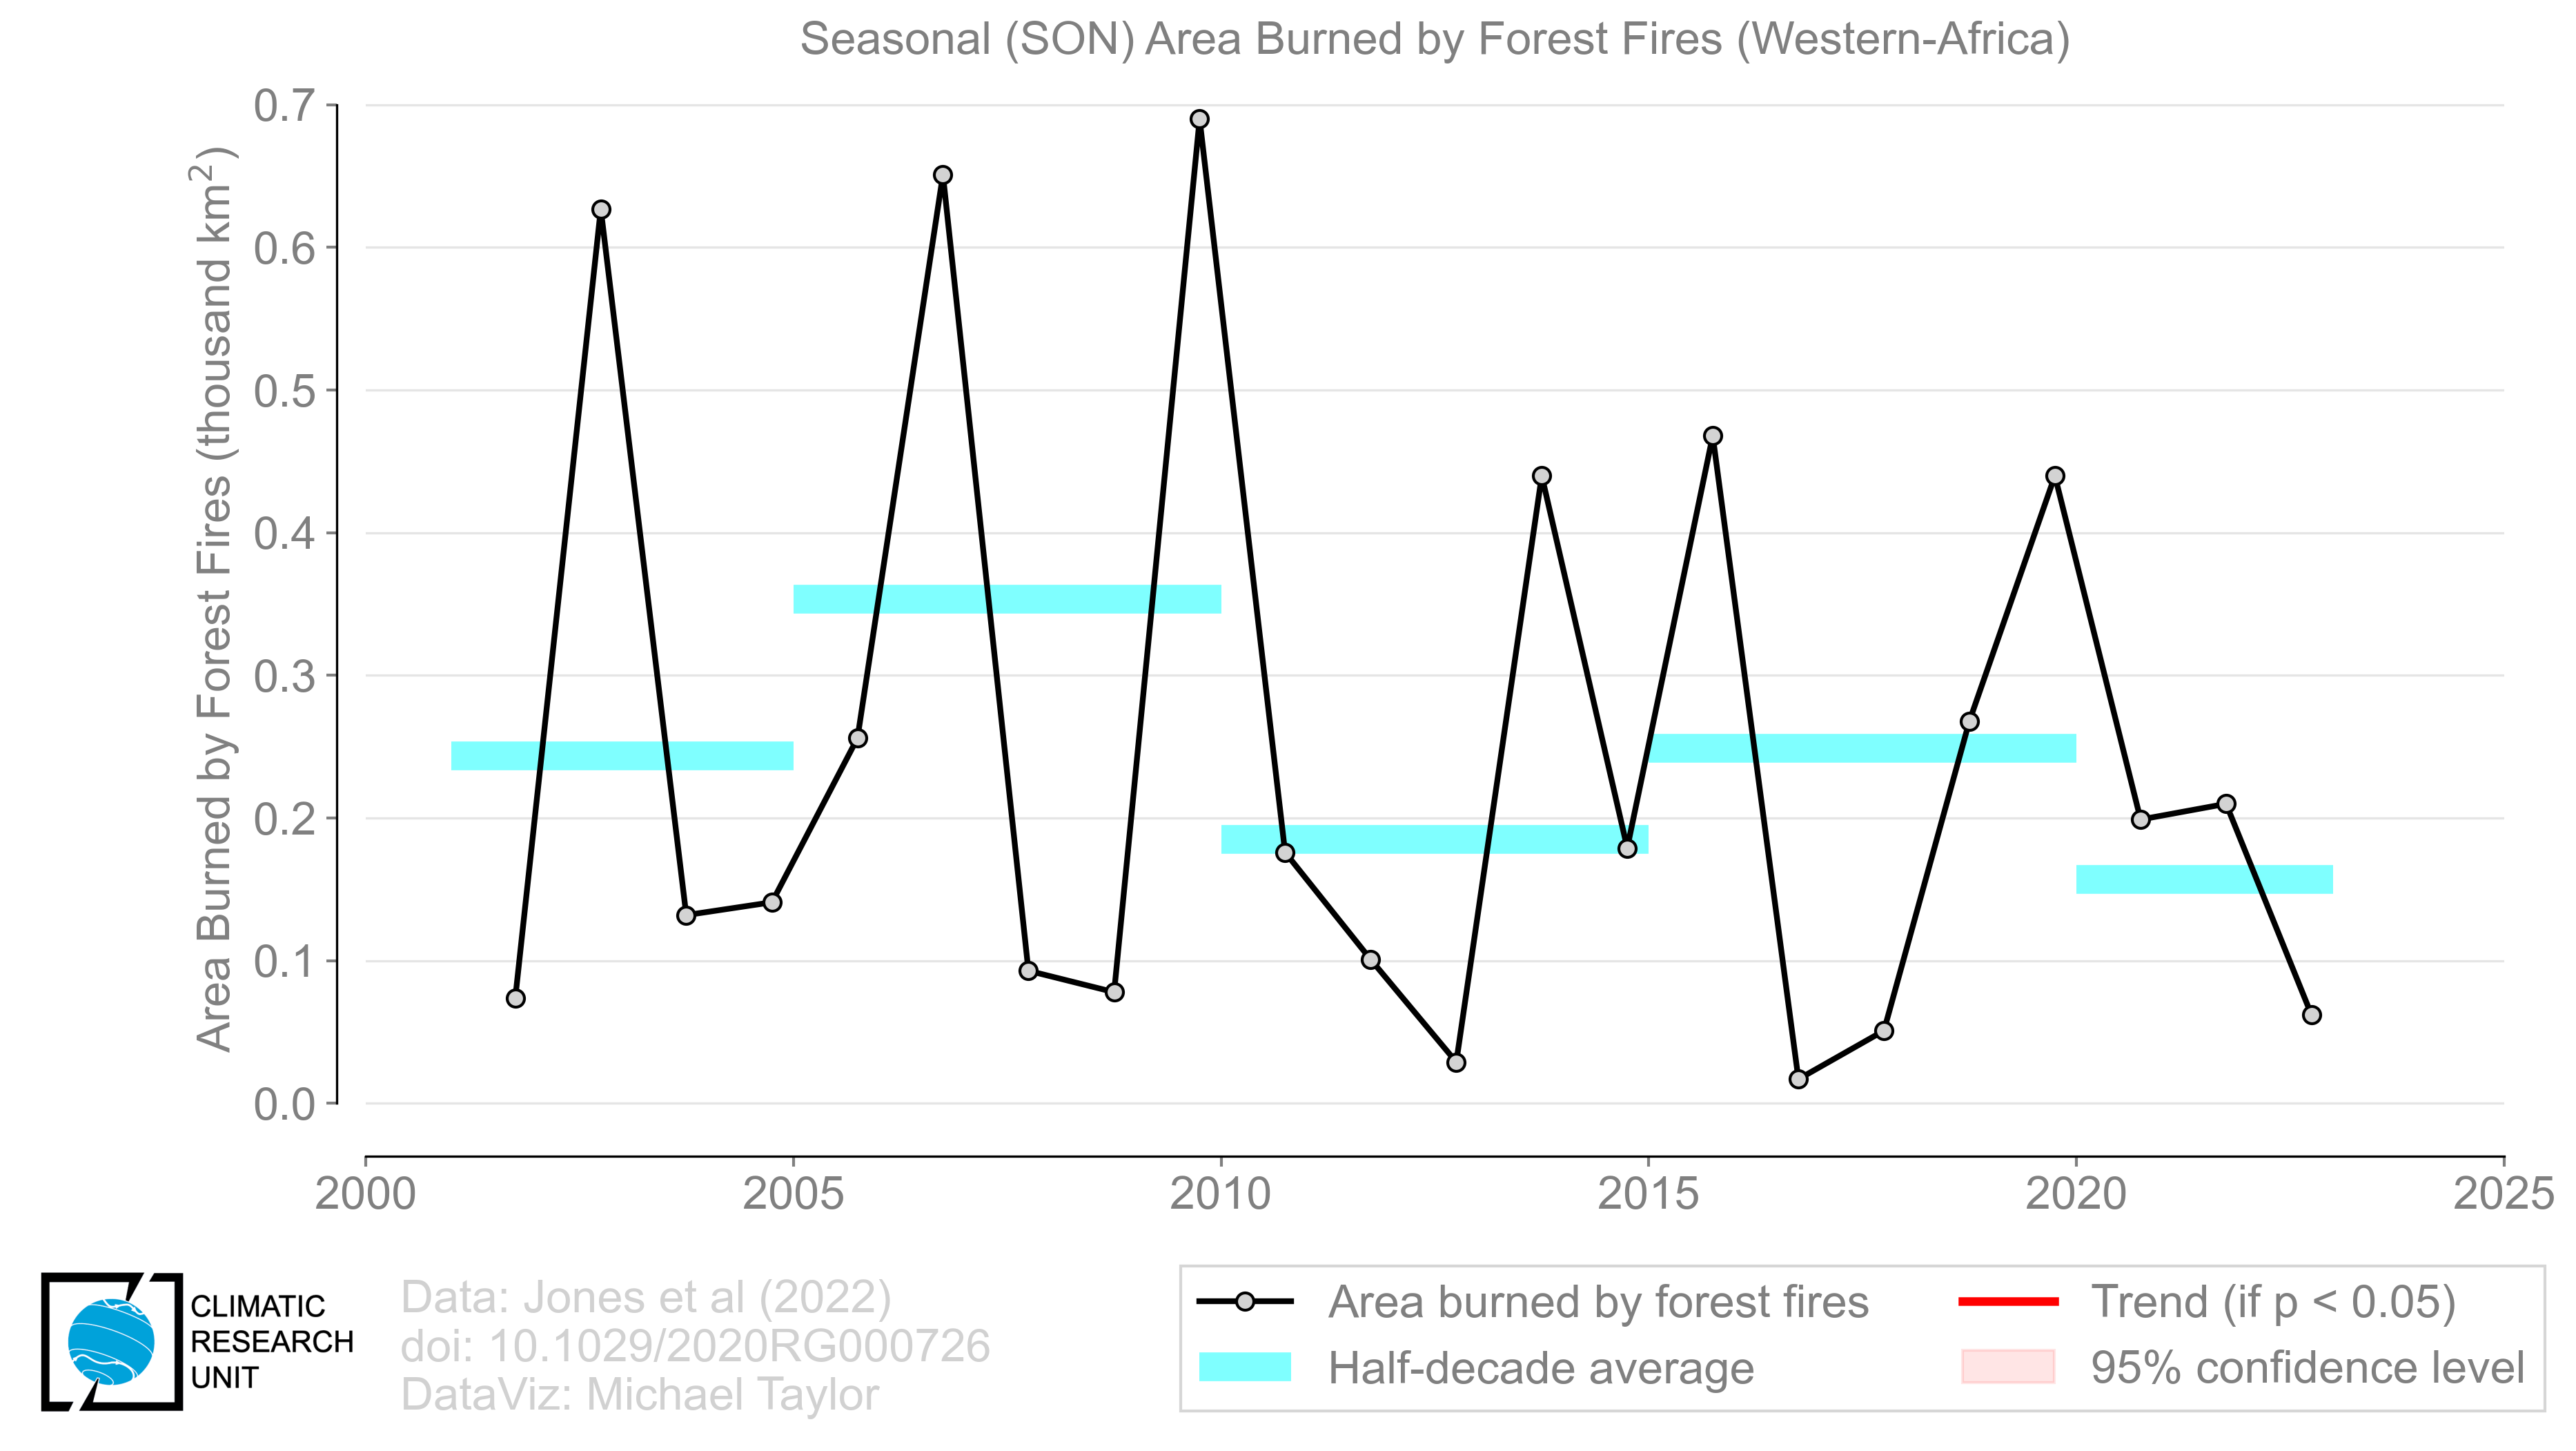 Seasonal (SON) Area Burned by Forest Fires (Western-Africa)
Area Burned by Forest Fires (thousand km²)
0.7
0.6
0.5
0.4
0.3
0.2
0.1
0.0
2000 2005 2010 2015 2020 2025
CLIMATIC
RESEARCH
UNIT
Data: Jones et al (2022)
doi: 10.1029/2020RG000726
DataViz: Michael Taylor
Area burned by forest fires
Half-decade average
Trend (if p < 0.05)
95% confidence level